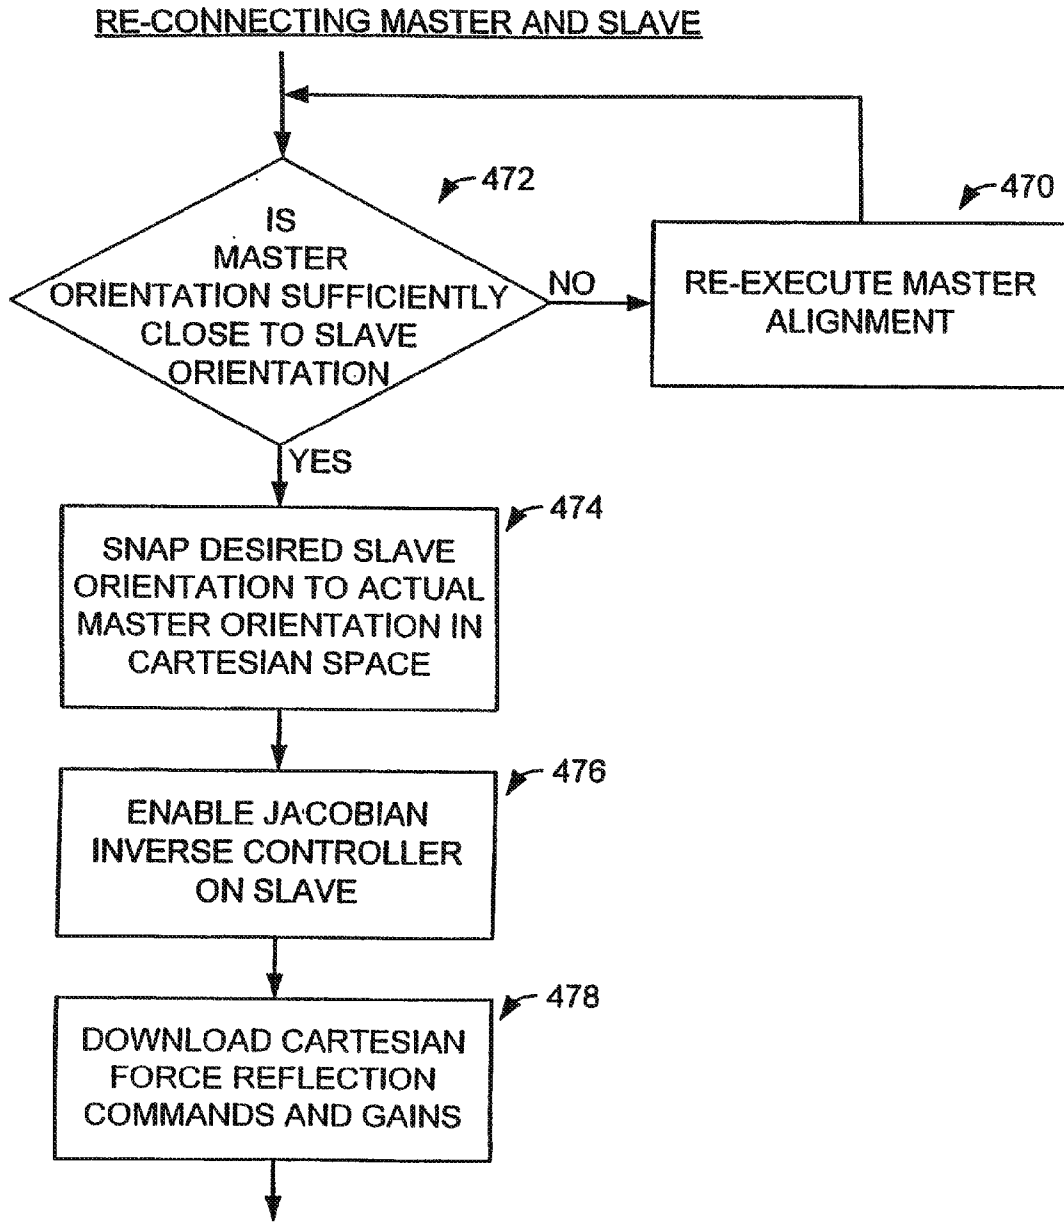 RE-CONNECTING MASTER AND SLAVE
472
470
IS
MASTER
ORIENTATION SUFFICIENTLY
CLOSE TO SLAVE
ORIENTATION
NO
RE-EXECUTE MASTER
ALIGNMENT
YES
474
SNAP DESIRED SLAVE
ORIENTATION TO ACTUAL
MASTER ORIENTATION IN
CARTESIAN SPACE
476
ENABLE JACOBIAN
INVERSE CONTROLLER
ON SLAVE
478
DOWNLOAD CARTESIAN
FORCE REFLECTION
COMMANDS AND GAINS